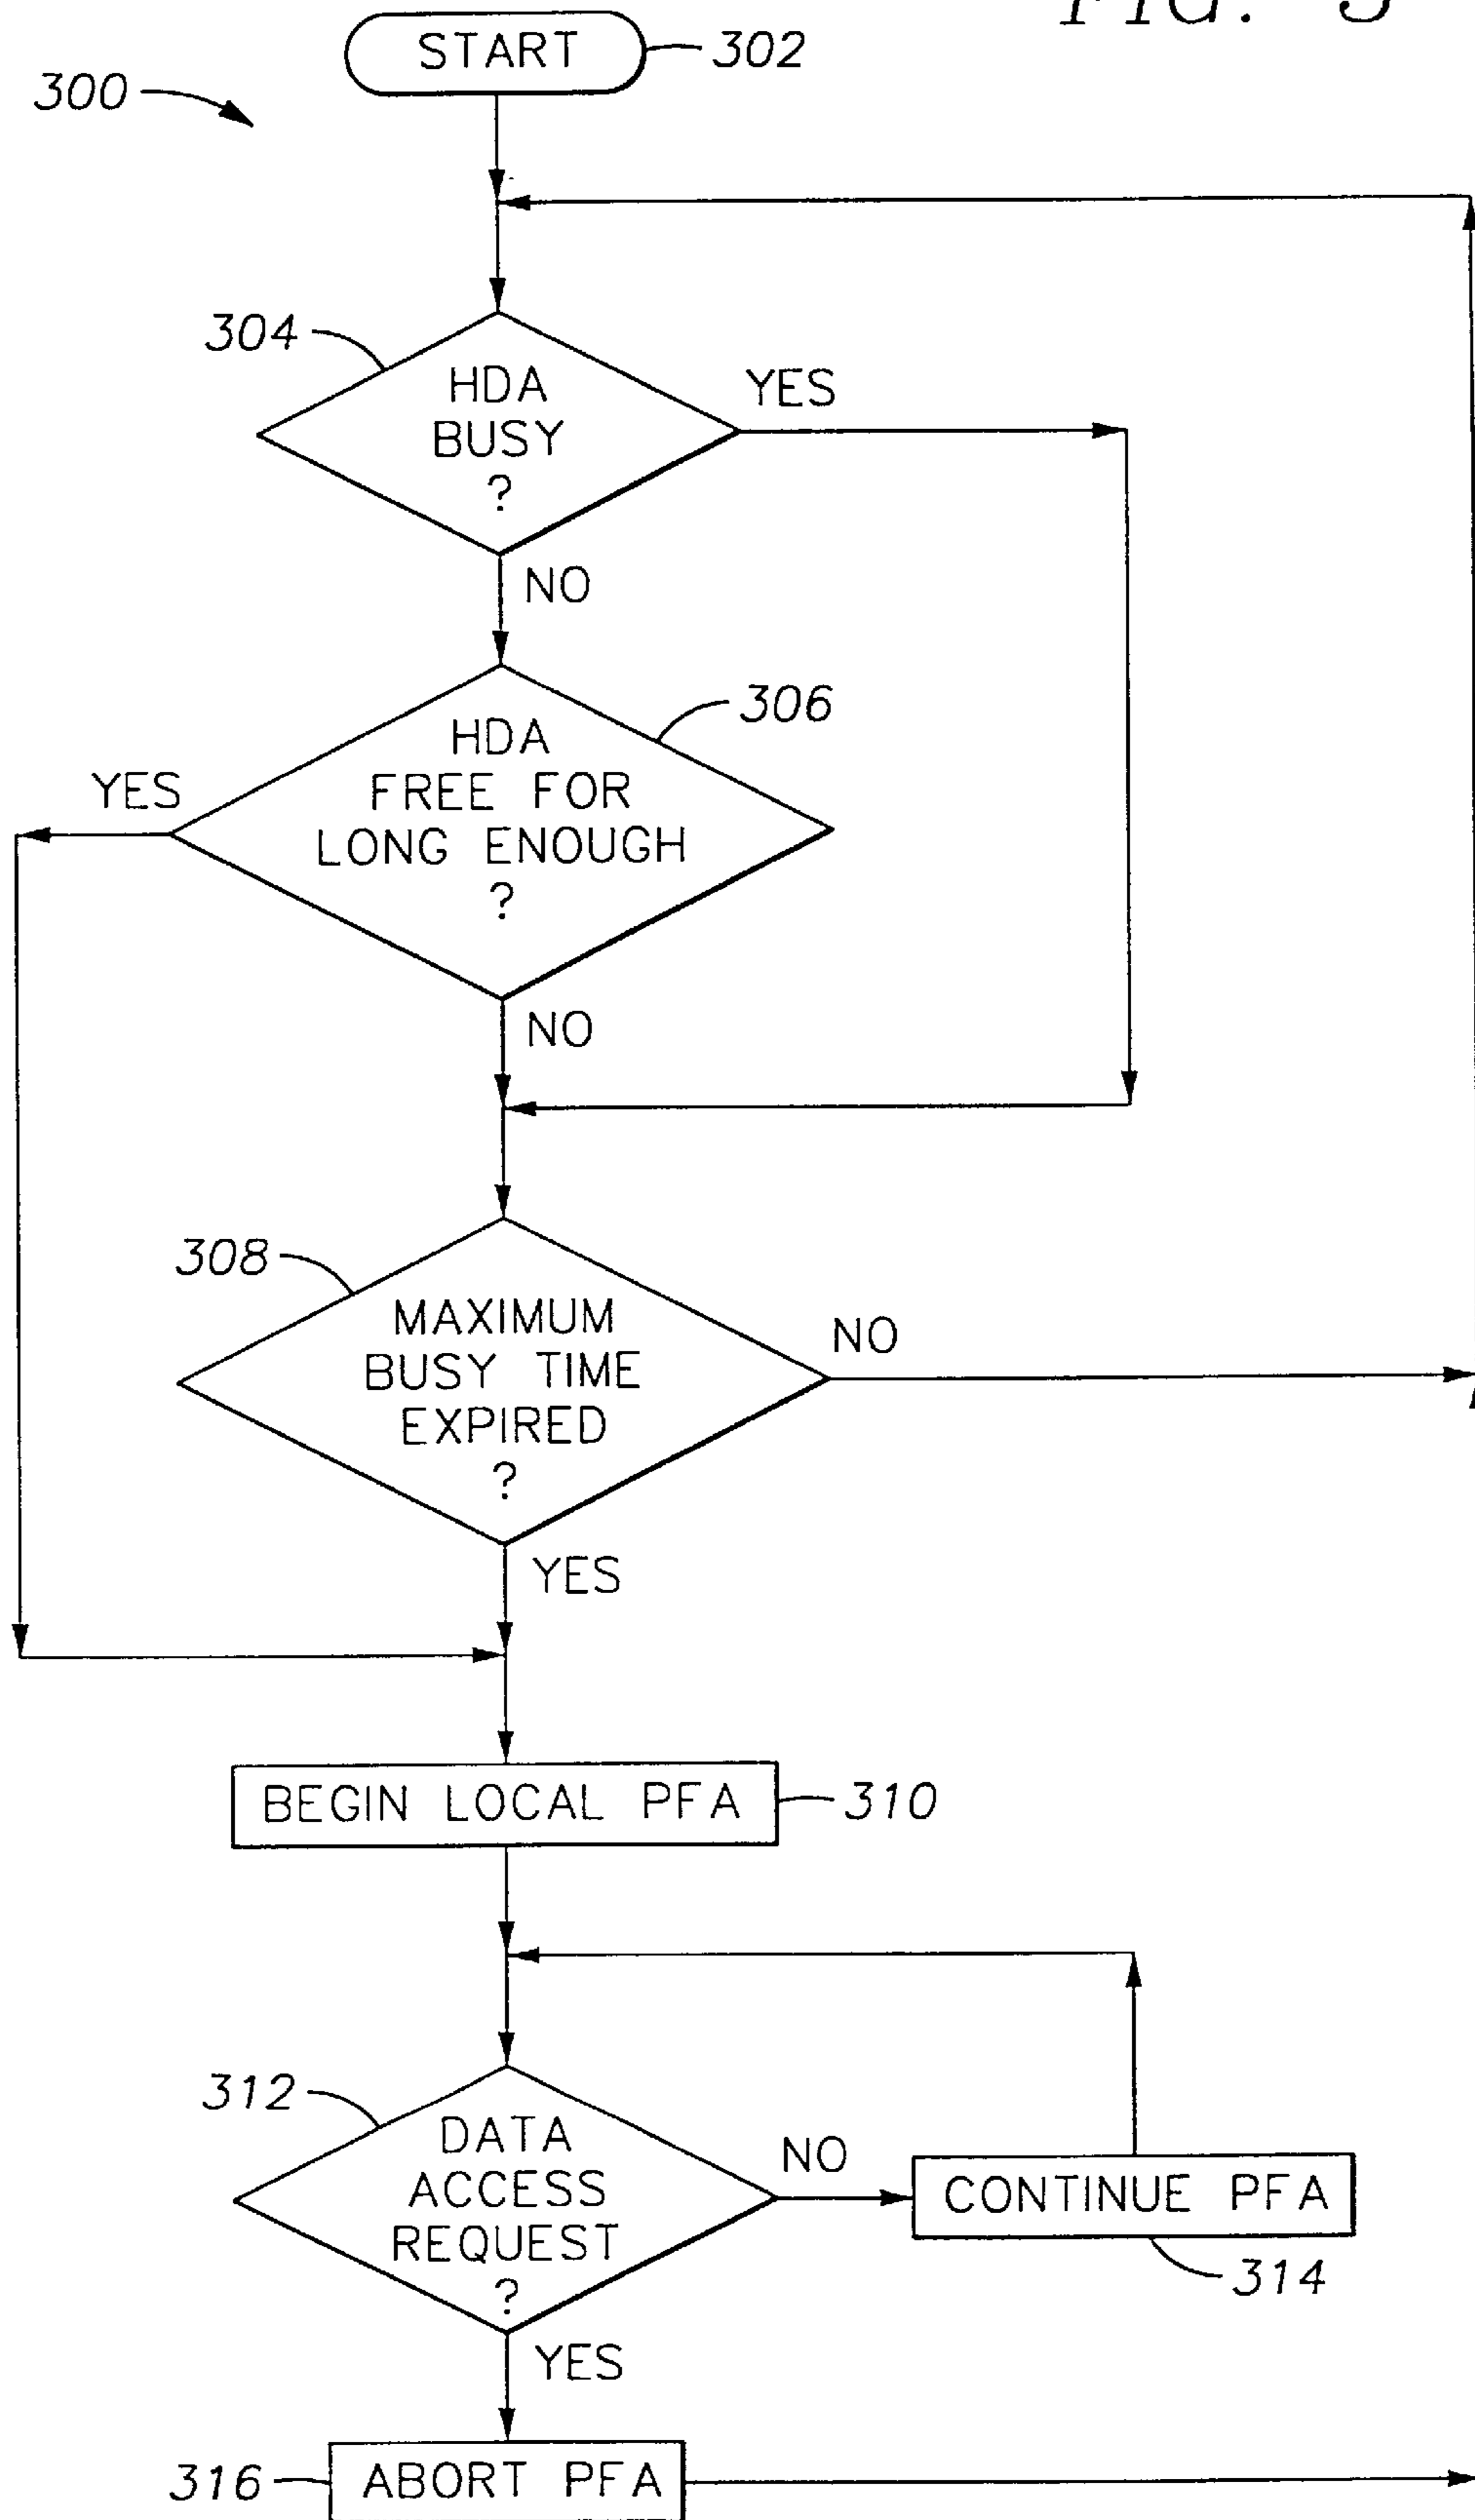 FIG. 3
START
302
300
304
HDA
BUSY
?
YES
NO
306
HDA
FREE FOR
LONG ENOUGH
?
YES
NO
308
MAXIMUM
BUSY TIME
EXPIRED
?
NO
YES
BEGIN LOCAL PFA
310
312
DATA
ACCESS
REQUEST
?
NO
CONTINUE PFA
314
YES
316
ABORT PFA